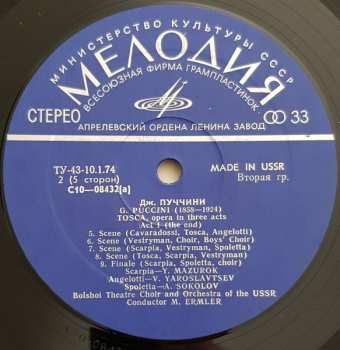 МИНИСТЕРСТВО КУЛЬТУРЫ СССР
МЕЛОДИЯ
ВСЕСОЮЗНАЯ ФИРМА ГРАМПЛАСТИНОК
СТЕРЕО
33
АПРЕЛЕВСКИЙ ОРДЕНА ЛЕНИНА ЗАВОД
ТУ-43-10.1.74
MADE IN USSR
2 (5 сторон)
Вторая гр.
С10—08432(a)
Дж. ПУЧЧИНИ
G. PUCCINI (1858—1924)
TOSCA, opera in three acts
Act 1 (the end)
5. Scene (Cavaradossi, Tosca, Angelotti)
6. Scene (Vestryman, Choir, Boys' Choir)
7. Scene (Scarpia, Vestryman, Spoletta)
8. Scene (Tosca, Scarpia, Vestryman)
9. Finale (Scarpia, Spoletta, choir)
Scarpia—Y. MAZUROK
Angelotti—V. YAROSLAVTSEV
Spoletta—A. SOKOLOV
Bolshoi Theatre Choir and Orchestra of the USSR
Conductor M. ERMLER